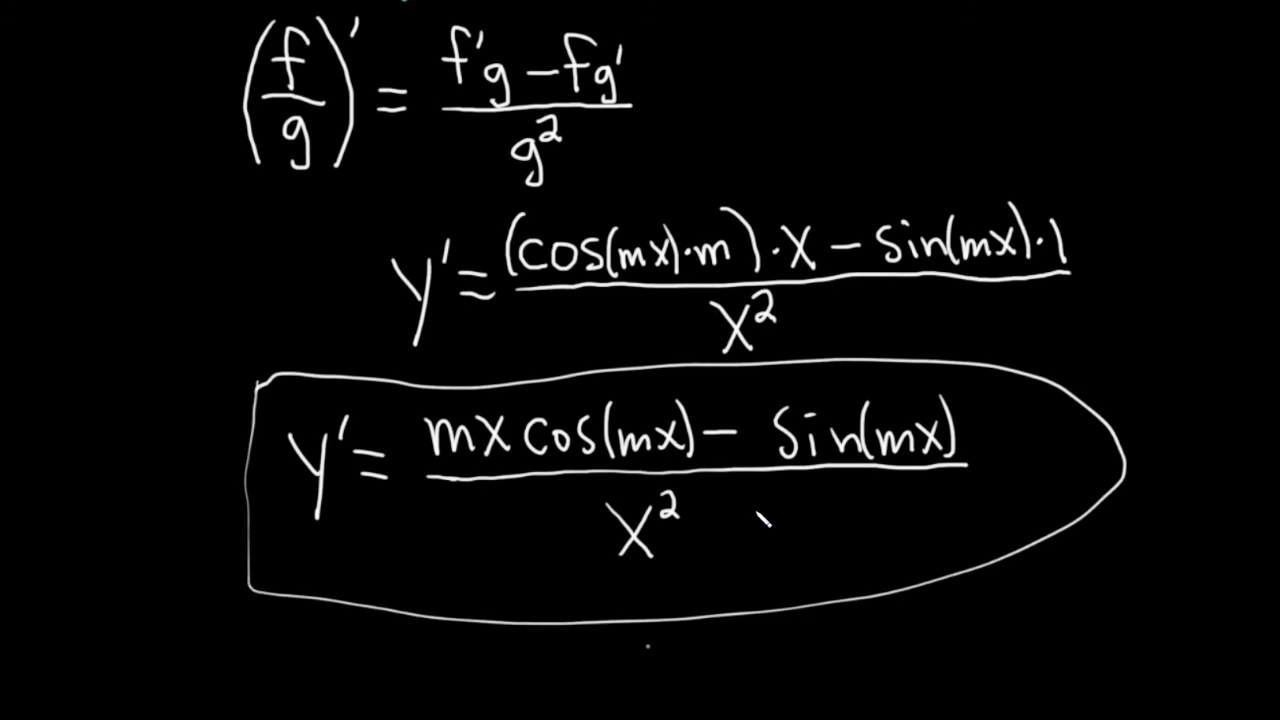 (f/g)' = (f'g - fg')/g²
y' = ((cos(mx)·m)·x - sin(mx)·1)/x²
y' = (mx cos(mx) - sin(mx))/x²